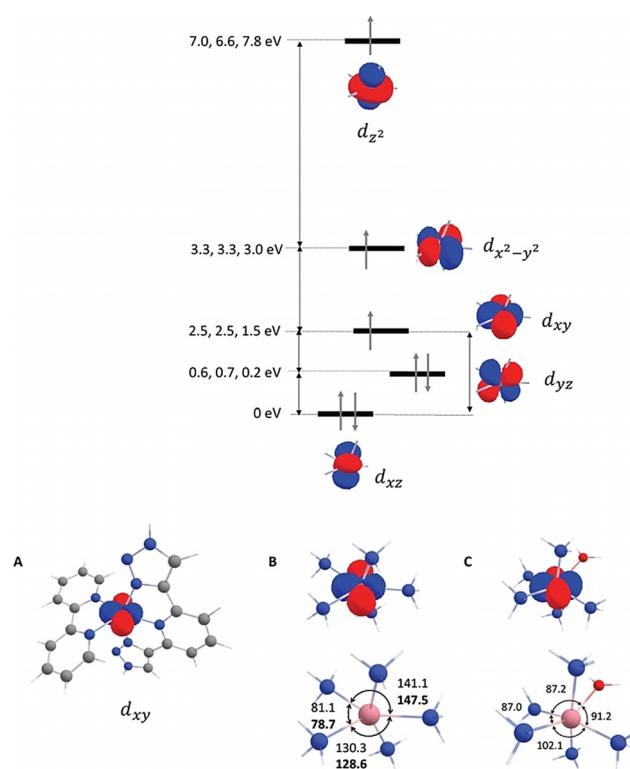 7.0, 6.6, 7.8 eV
d_{z^2}
3.3, 3.3, 3.0 eV
d_{x^2-y^2}
2.5, 2.5, 1.5 eV
d_{xy}
0.6, 0.7, 0.2 eV
d_{yz}
0 eV
d_{xz}
A
B
C
d_{xy}
81.1
78.7
141.1
147.5
130.3
128.6
87.2
87.0
91.2
102.1